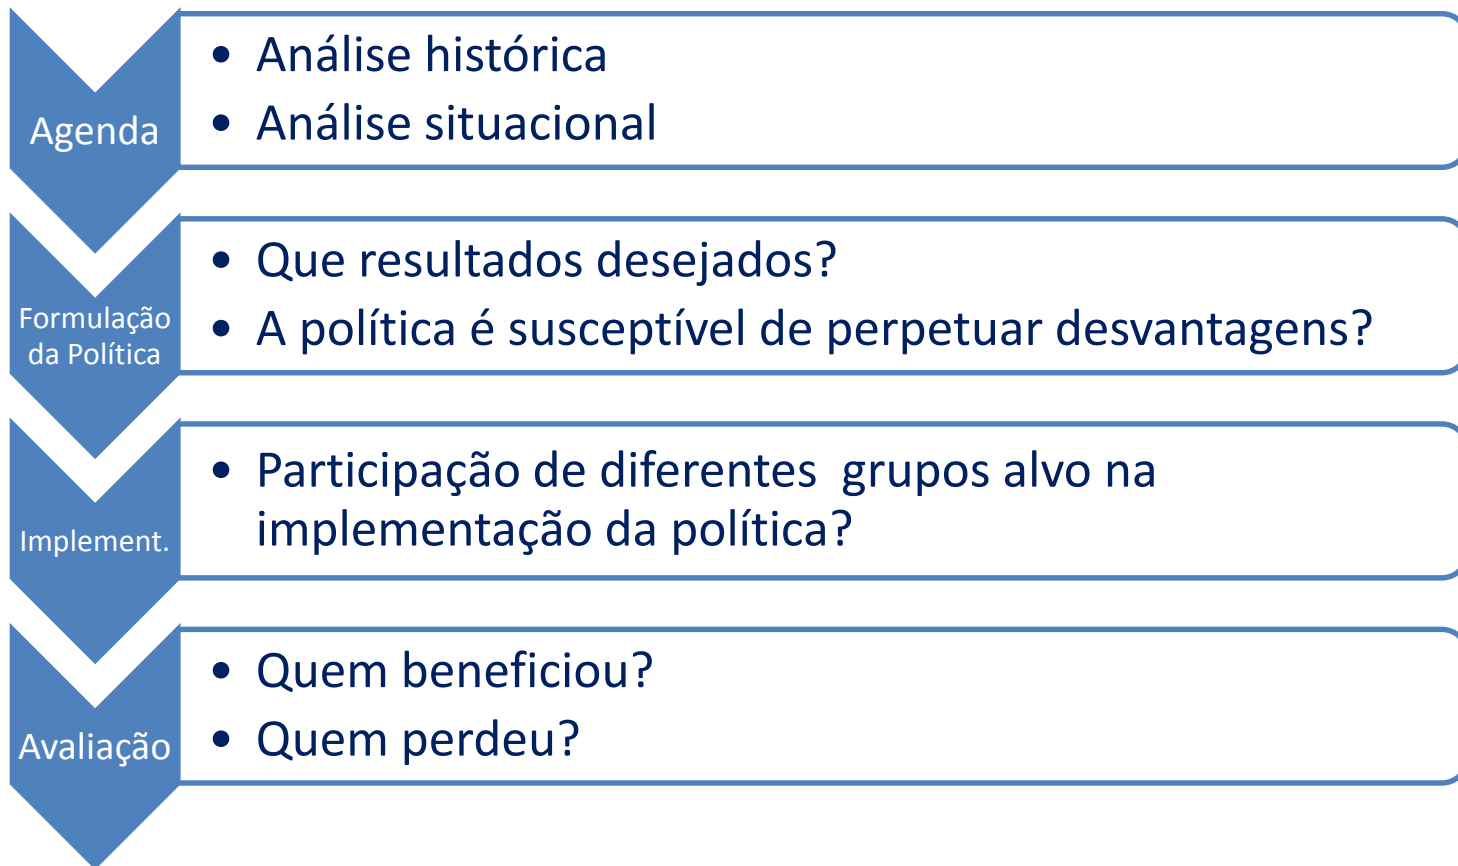 Agenda
• Análise histórica
• Análise situacional
Formulação
da Política
• Que resultados desejados?
• A política é susceptível de perpetuar desvantagens?
Implement.
• Participação de diferentes  grupos alvo na
implementação da política?
Avaliação
• Quem beneficiou?
• Quem perdeu?